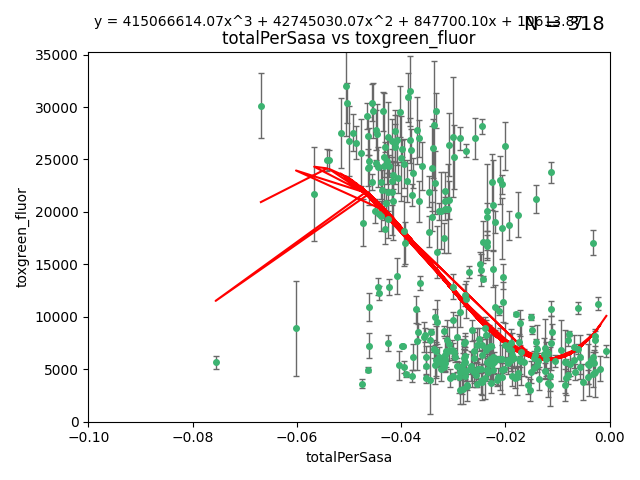 y = 415066614.07x^3 + 42745030.07x^2 + 847700.10x + 10613.87
N = 318
totalPerSasa vs toxgreen_fluor
35000
30000
25000
20000
15000
10000
5000
0
toxgreen_fluor
−0.10 −0.08 −0.06 −0.04 −0.02 0.00
totalPerSasa